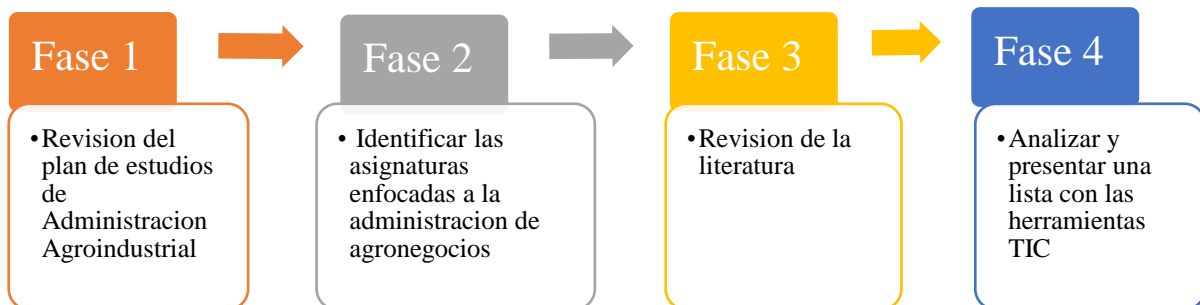 Fase 1
•Revision del
plan de estudios
de
Administracion
Agroindustrial
Fase 2
• Identificar las
asignaturas
enfocadas a la
administracion de
agronegocios
Fase 3
•Revision de la
literatura
Fase 4
•Analizar y
presentar una
lista con las
herramientas
TIC